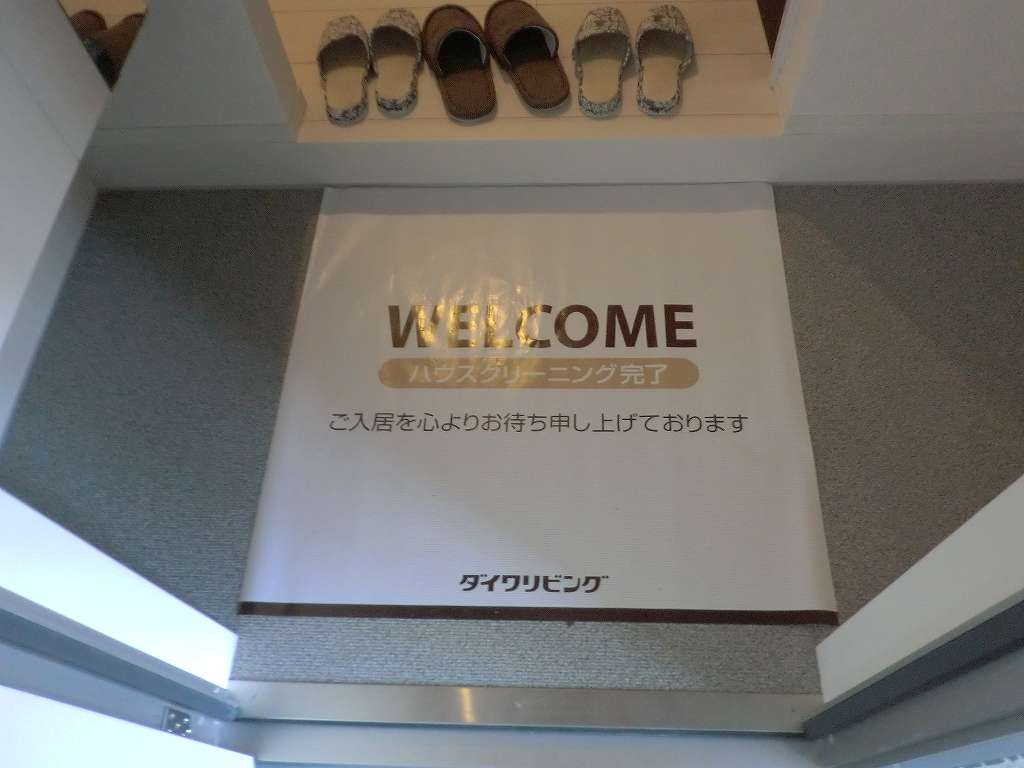 WELCOME
ハウスクリーニング完了
ご入居を心よりお待ち申し上げております
ダイワリビング